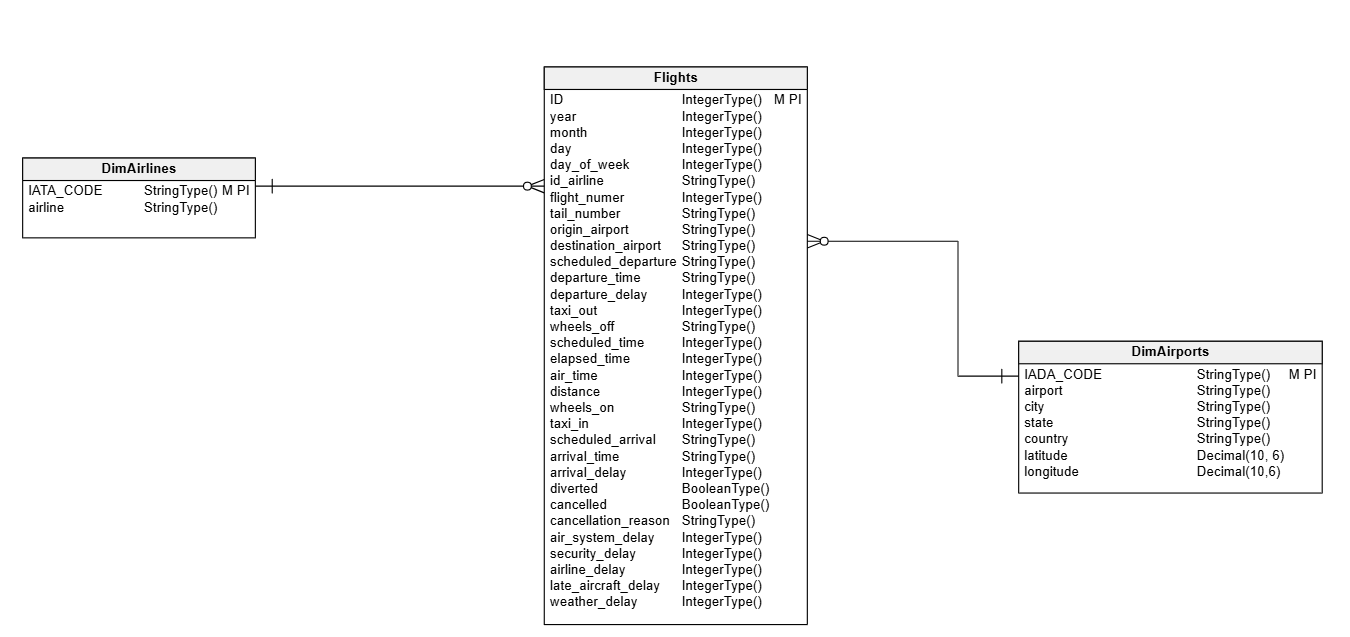 Flights
ID IntegerType() M PI
year IntegerType()
month IntegerType()
day IntegerType()
day_of_week IntegerType()
id_airline StringType()
flight_numer IntegerType()
tail_number StringType()
origin_airport StringType()
destination_airport StringType()
scheduled_departure StringType()
departure_time StringType()
departure_delay IntegerType()
taxi_out IntegerType()
wheels_off StringType()
scheduled_time IntegerType()
elapsed_time IntegerType()
air_time IntegerType()
distance IntegerType()
wheels_on StringType()
taxi_in IntegerType()
scheduled_arrival StringType()
arrival_time StringType()
arrival_delay IntegerType()
diverted BooleanType()
cancelled BooleanType()
cancellation_reason StringType()
air_system_delay IntegerType()
security_delay IntegerType()
airline_delay IntegerType()
late_aircraft_delay IntegerType()
weather_delay IntegerType()
DimAirlines
IATA_CODE StringType() M PI
airline StringType()
DimAirports
IADA_CODE StringType() M PI
airport StringType()
city StringType()
state StringType()
country StringType()
latitude Decimal(10, 6)
longitude Decimal(10,6)